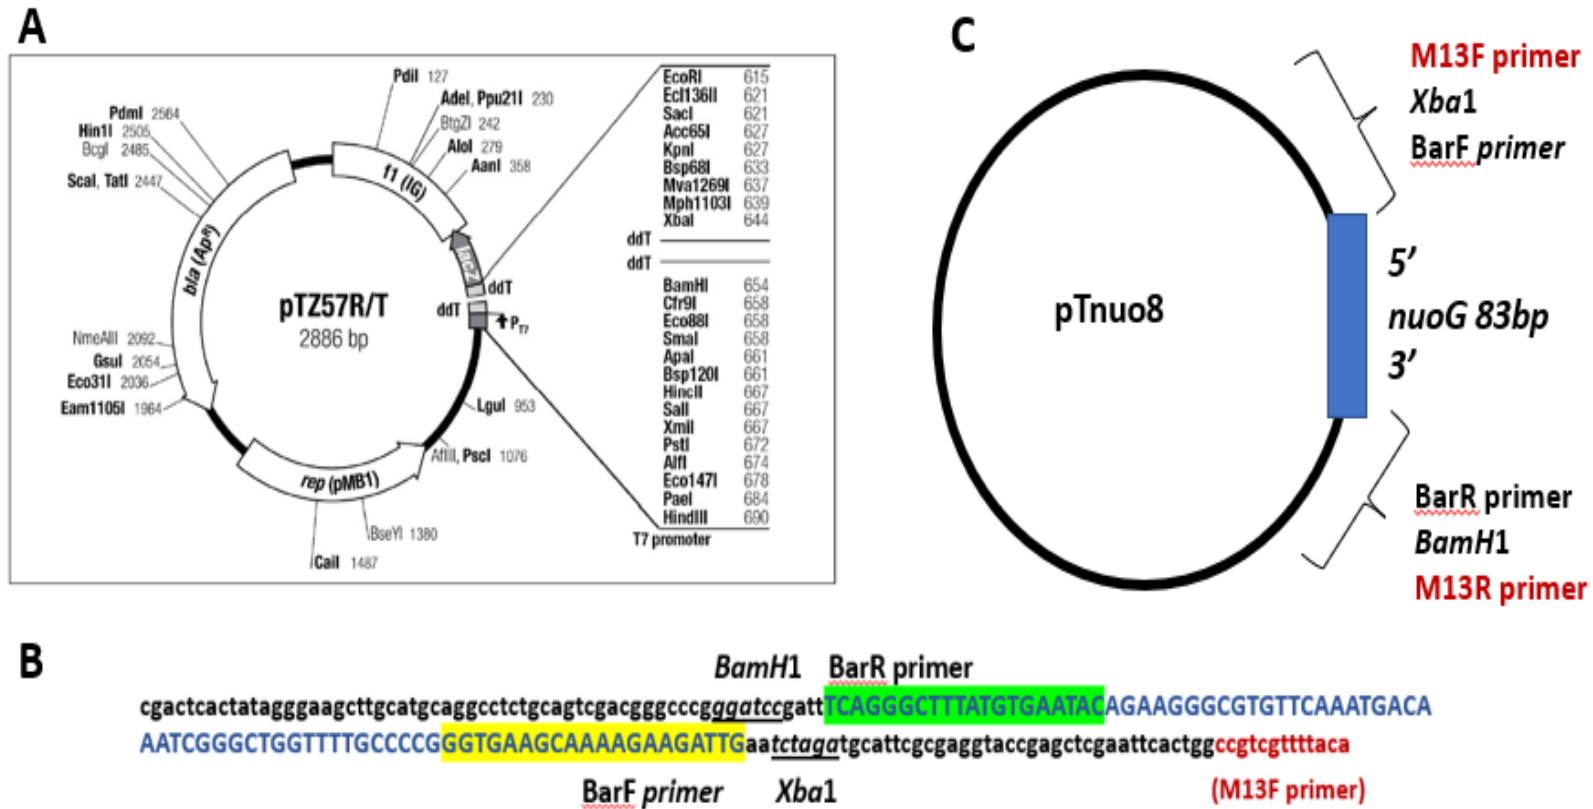 A
PdiI 127
AdeI, Ppu21I 230
BtgZI 242
AloI 279
AanI 358
PdmI 2564
Hin1I 2505
BcgI 2485
ScaI, TatI 2447
f1 (IG)
bla (ApR)
lacZ
ddT
ddT
PT7
pTZ57R/T
2886 bp
NmeAIII 2092
GsuI 2054
Eco31I 2036
Eam1105I 1964
LguI 953
AflIII, PscI 1076
rep (pMB1)
BseYI 1380
CaiI 1487
EcoRI 615
Ecl136II 621
SacI 621
Acc65I 627
KpnI 627
Bsp68I 633
Mva1269I 637
Mph1103I 639
XbaI 644
ddT
ddT
BamHI 654
Cfr9I 658
Eco88I 658
SmaI 658
ApaI 661
Bsp120I 661
HincII 667
SalI 667
XmiI 667
PstI 672
AlfI 674
Eco147I 678
PaeI 684
HindIII 690
T7 promoter
C
M13F primer
Xba1
BarF primer
pTnuo8
5’
nuoG 83bp
3’
BarR primer
BamH1
M13R primer
B
BamH1 BarR primer
cgactcactatagggaagcttgcatgcaggcctctgcagtcgacgggcccgggatccgattTCAGGGCTTTATGTGAATACAGAAGGGCGTGTTCAAATGACA
AATCGGGCTGGTTTTGCCCCGGGTGAAGCAAAAGAAGATTGaatctagatgcattcgcgaggtaccgagctcgaattcactggccgtcgttttaca
BarF primer Xba1 (M13F primer)